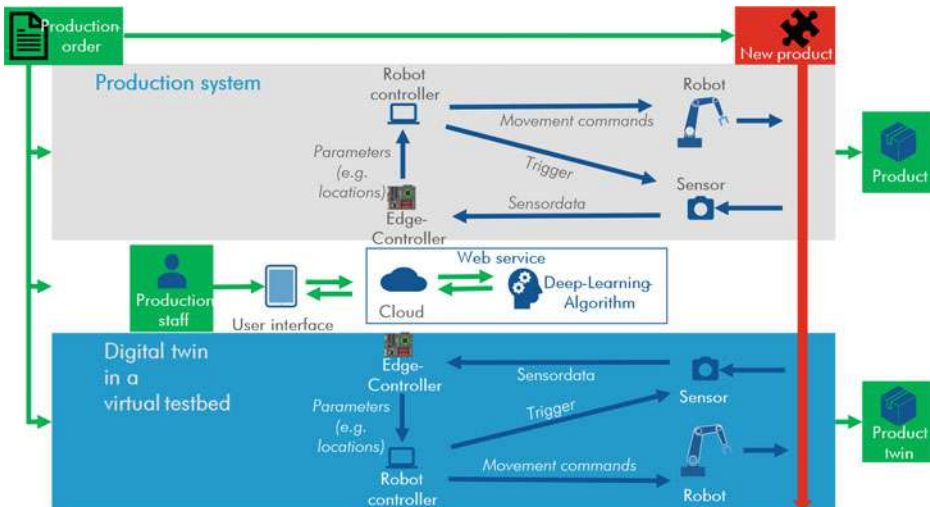 Production
order
New product
Production system
Robot
controller
Robot
Movement commands
Parameters
(e.g.
locations)
Trigger
Product
Sensor
Sensordata
Edge-
Controller
Web service
Deep-Learning-
Algorithm
Production
staff
User interface
Cloud
Digital twin
in a
virtual testbed
Edge-
Controller
Sensordata
Sensor
Parameters
(e.g.
locations)
Trigger
Product
twin
Movement commands
Robot
controller
Robot